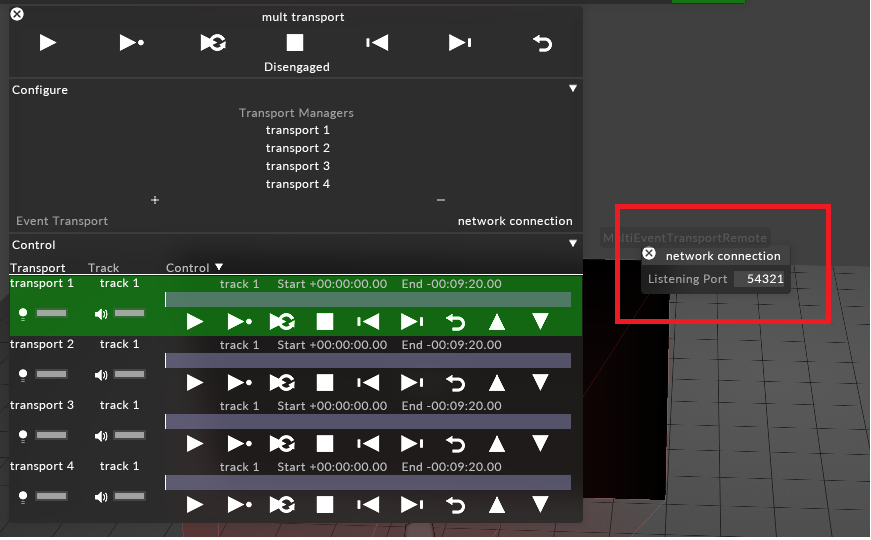 mult transport
Disengaged
Configure
Transport Managers
transport 1
transport 2
transport 3
transport 4
+ −
Event Transport network connection
MultiEventTransportRemote
network connection
Listening Port 54321
Control
Transport Track Control
transport 1 track 1 track 1 Start +00:00:00.00 End -00:09:20.00
transport 2 track 1 track 1 Start +00:00:00.00 End -00:09:20.00
transport 3 track 1 track 1 Start +00:00:00.00 End -00:09:20.00
transport 4 track 1 track 1 Start +00:00:00.00 End -00:09:20.00